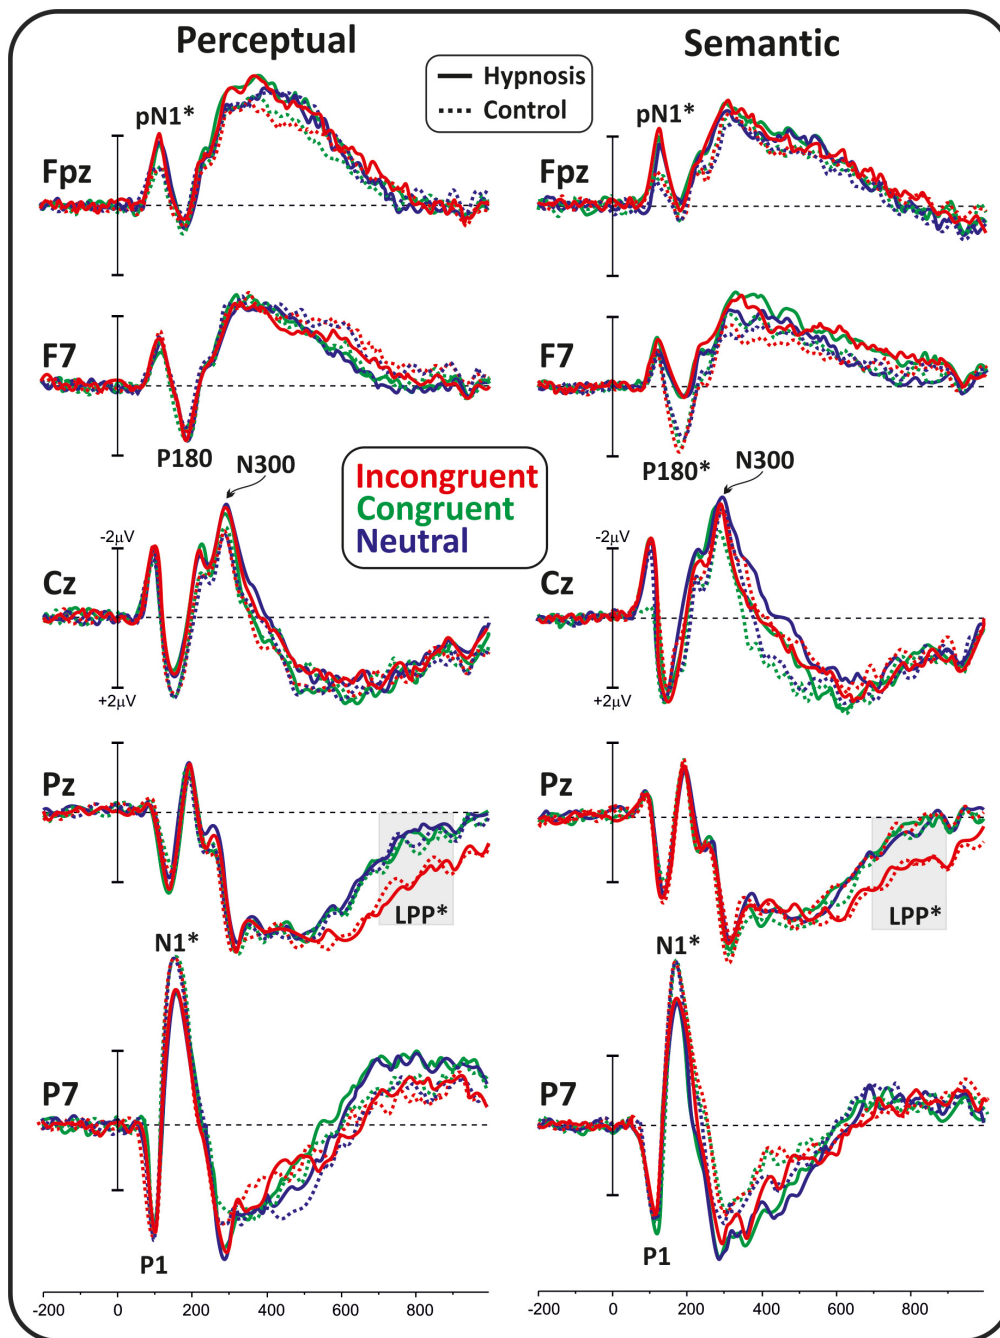 Perceptual
Semantic
Hypnosis
Control
pN1*
pN1*
Fpz
Fpz
F7
F7
P180
P180*
N300
N300
Incongruent
Congruent
Neutral
-2µV
-2µV
Cz
Cz
+2µV
+2µV
Pz
Pz
LPP*
LPP*
N1*
N1*
P7
P7
P1
P1
-200 0 200 400 600 800
-200 0 200 400 600 800